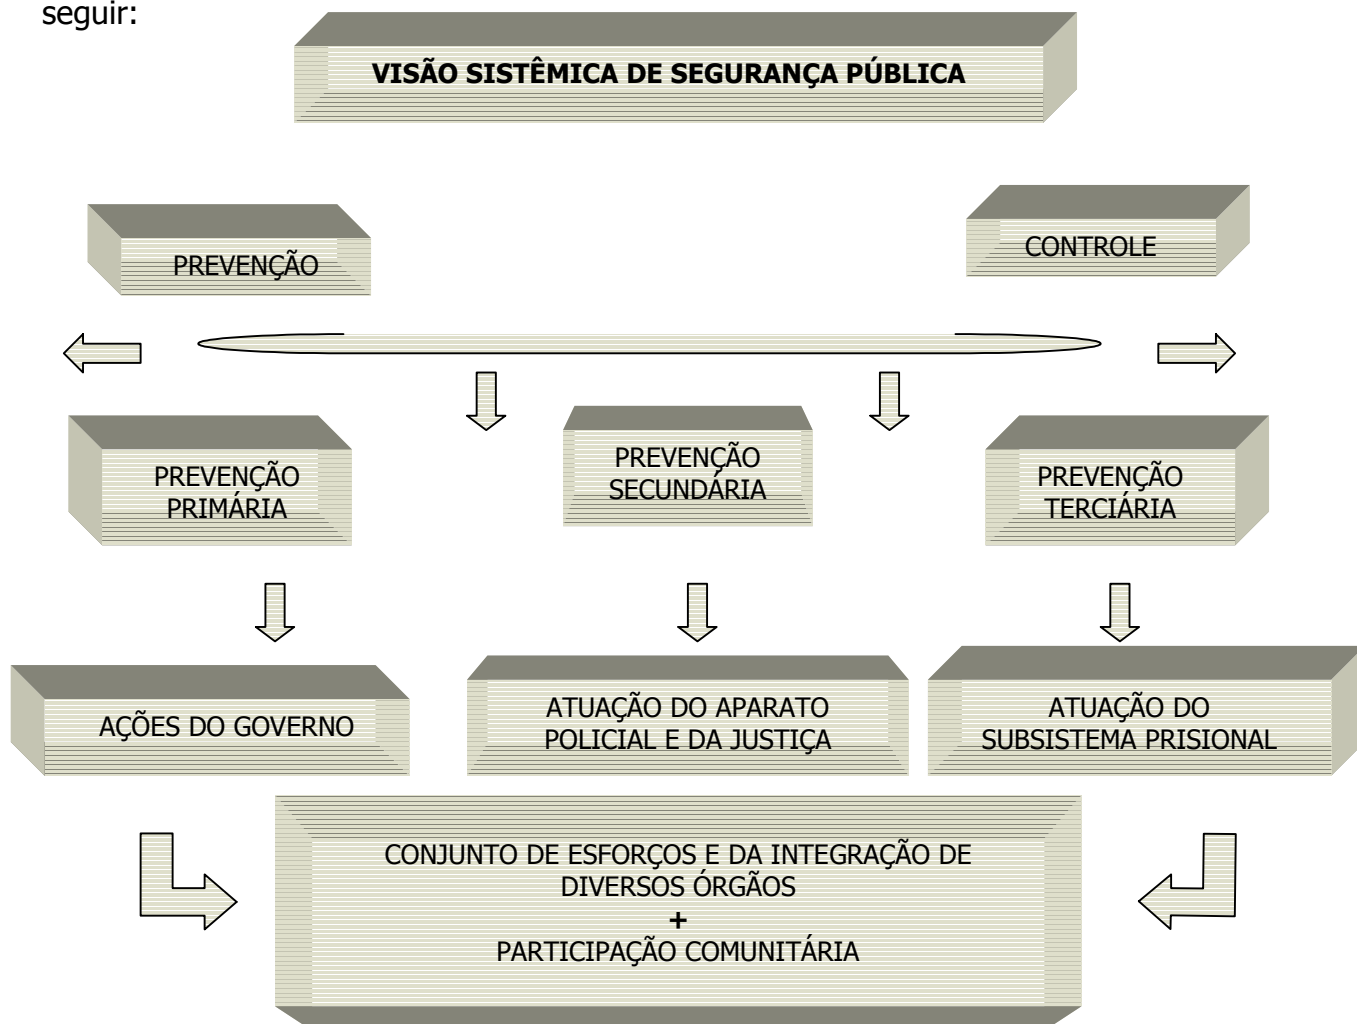 seguir:
VISÃO SISTÊMICA DE SEGURANÇA PÚBLICA
PREVENÇÃO
CONTROLE
PREVENÇÃO
PRIMÁRIA
PREVENÇÃO
SECUNDÁRIA
PREVENÇÃO
TERCIÁRIA
AÇÕES DO GOVERNO
ATUAÇÃO DO APARATO
POLICIAL E DA JUSTIÇA
ATUAÇÃO DO
SUBSISTEMA PRISIONAL
CONJUNTO DE ESFORÇOS E DA INTEGRAÇÃO DE
DIVERSOS ÓRGÃOS
+
PARTICIPAÇÃO COMUNITÁRIA